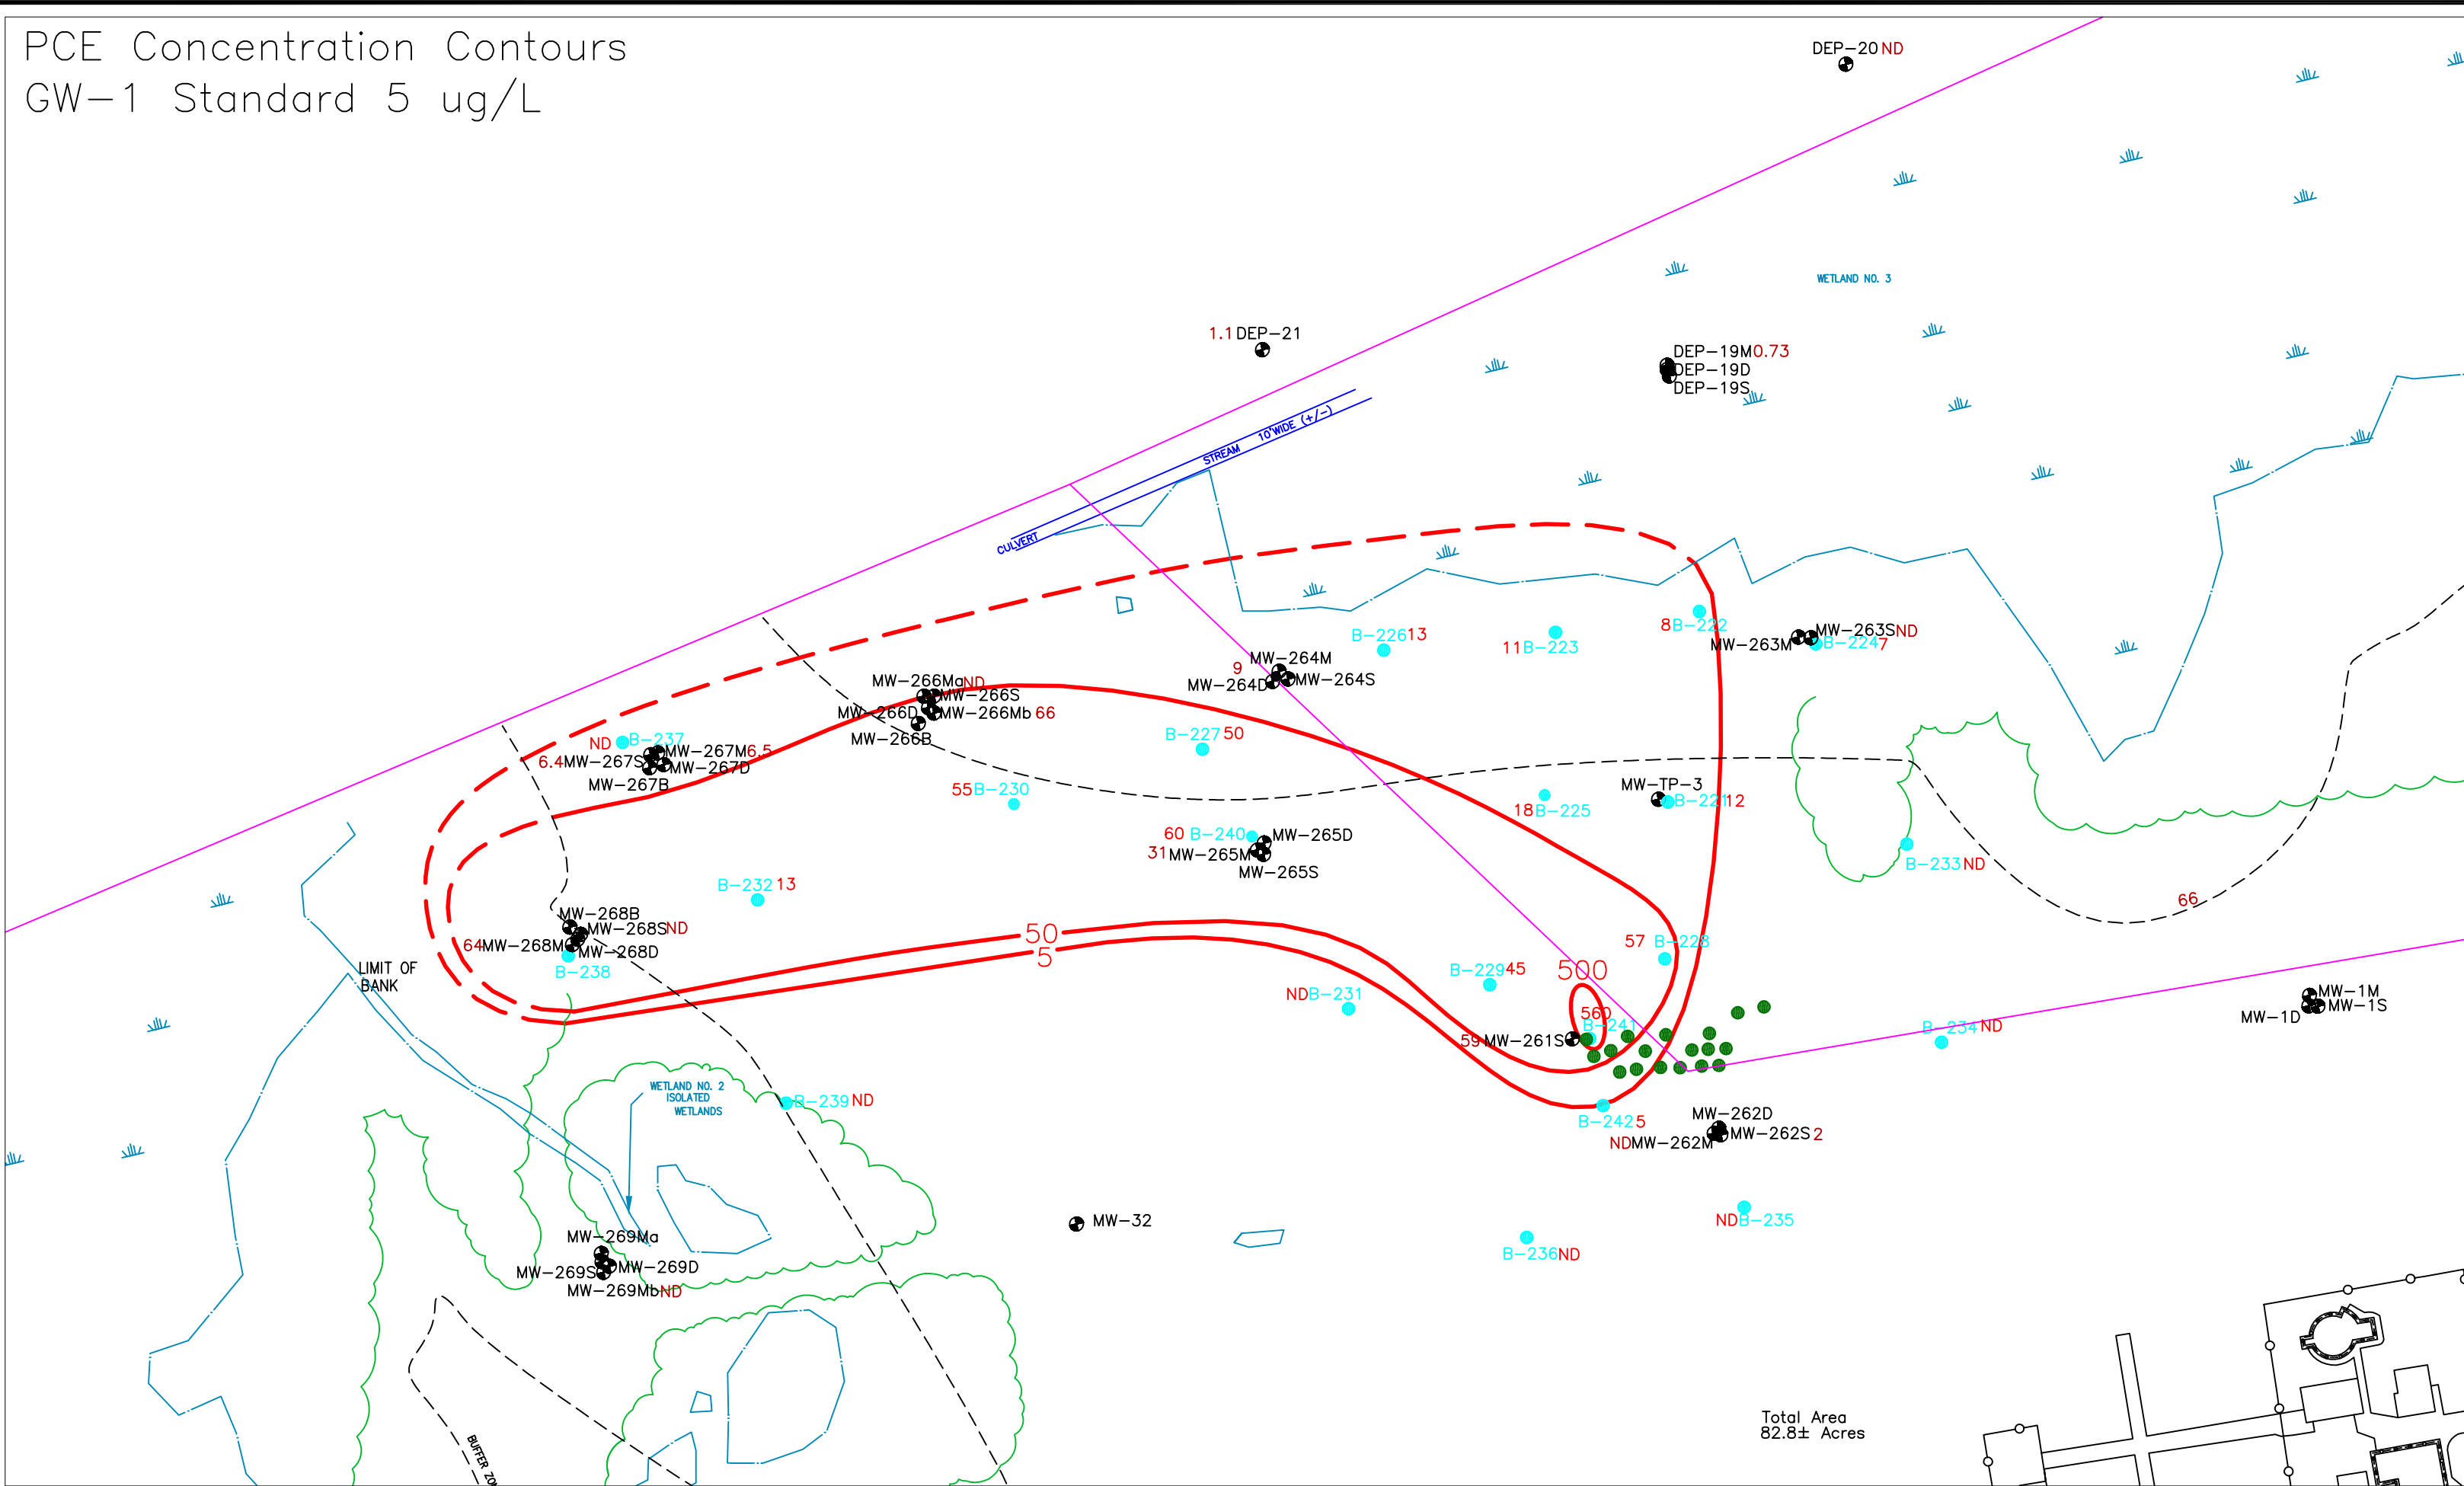 PCE Concentration Contours
GW-1 Standard 5 ug/L
DEP-20 ND
WETLAND NO. 3
1.1 DEP-21
DEP-19M 0.73
DEP-19D
DEP-19S
STREAM 10'WIDE (+/-)
CULVERT
8 B-222
B-226 13
11 B-223
MW-263S ND
MW-263M
B-224 7
MW-264M
9
MW-264D
MW-264S
MW-266Ma ND
MW-266S
MW-266D
MW-266Mb 66
MW-266B
B-227 50
ND B-237
MW-267M 6.5
6.4 MW-267S
MW-267D
MW-267B
55 B-230
MW-TP-3
B-221 12
18 B-225
60 B-240
MW-265D
31 MW-265M
MW-265S
B-233 ND
B-232 13
66
MW-268B
MW-268S ND
64 MW-268M
MW-268D
B-238
50
5
57 B-228
LIMIT OF
BANK
B-229 45
500
ND B-231
560
B-241
59 MW-261S
MW-1M
MW-1S
MW-1D
B-234 ND
WETLAND NO. 2
ISOLATED
WETLANDS
B-239 ND
B-242 5
MW-262D
MW-262S 2
ND MW-262M
MW-32
ND B-235
B-236 ND
MW-269Ma
MW-269S
MW-269D
MW-269Mb ND
Total Area
82.8± Acres
BUFFER